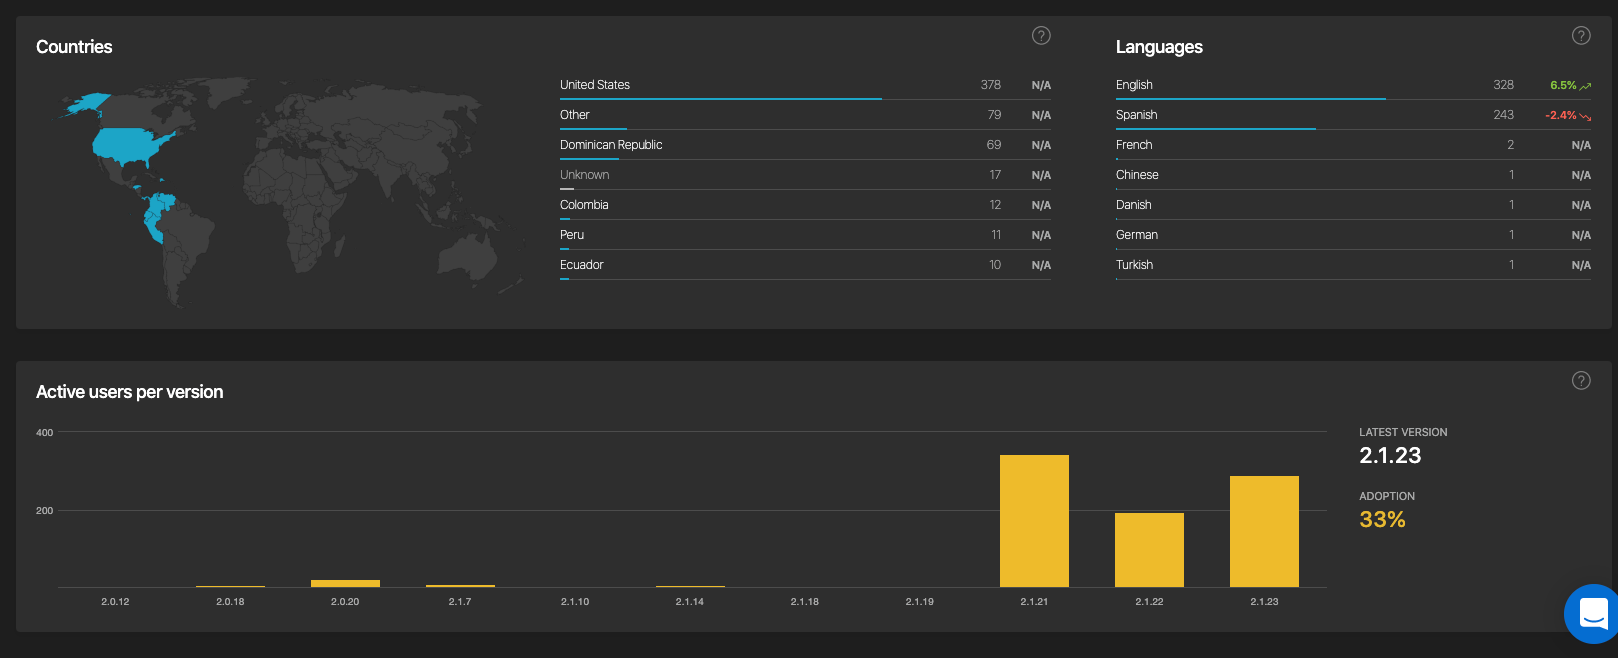 Countries
?
United States 378 N/A
Other 79 N/A
Dominican Republic 69 N/A
Unknown 17 N/A
Colombia 12 N/A
Peru 11 N/A
Ecuador 10 N/A
Languages
?
English 328 6.5%
Spanish 243 -2.4%
French 2 N/A
Chinese 1 N/A
Danish 1 N/A
German 1 N/A
Turkish 1 N/A
Active users per version
?
400
200
2.0.12 2.0.18 2.0.20 2.1.7 2.1.10 2.1.14 2.1.18 2.1.19 2.1.21 2.1.22 2.1.23
LATEST VERSION
2.1.23
ADOPTION
33%